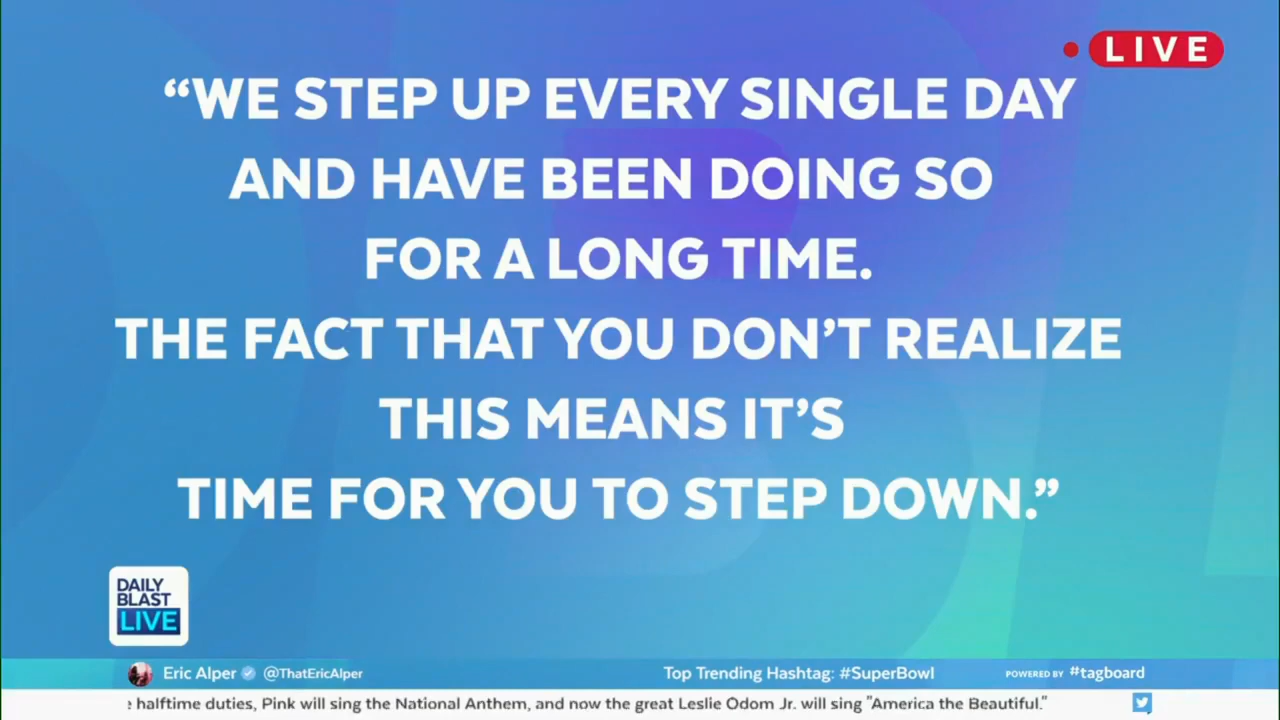 LIVE
“WE STEP UP EVERY SINGLE DAY
AND HAVE BEEN DOING SO
FOR A LONG TIME.
THE FACT THAT YOU DON’T REALIZE
THIS MEANS IT’S
TIME FOR YOU TO STEP DOWN.”
DAILY
BLAST
LIVE
Eric Alper @ThatEricAlper Top Trending Hashtag: #SuperBowl POWERED BY #tagboard
halftime duties, Pink will sing the National Anthem, and now the great Leslie Odom Jr. will sing "America the Beautiful."